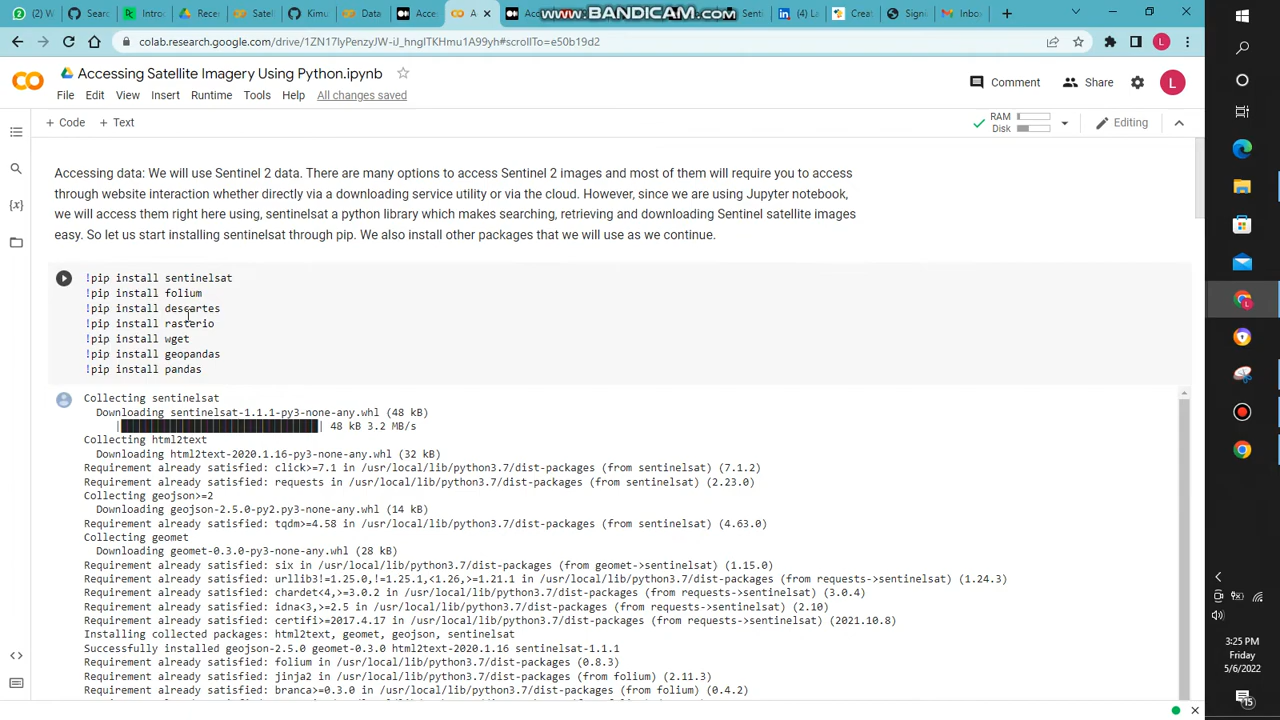 (2) W
Searc
Introd
Rece
Satell
Kimu
Data
Acce
A
Acce
www.BANDICAM.com
Sent
(4) Lo
Creat
Signi
Inbo
colab.research.google.com/drive/1ZN17lyPenzyJW-iJ_hngITKHmu1A99yh#scrollTo=e50b19d2
L
Accessing Satellite Imagery Using Python.ipynb
Comment
Share
L
File Edit View Insert Runtime Tools Help All changes saved
+ Code + Text
RAM
Disk
Editing
Accessing data: We will use Sentinel 2 data. There are many options to access Sentinel 2 images and most of them will require you to access
through website interaction whether directly via a downloading service utility or via the cloud. However, since we are using Jupyter notebook,
we will access them right here using, sentinelsat a python library which makes searching, retrieving and downloading Sentinel satellite images
easy. So let us start installing sentinelsat through pip. We also install other packages that we will use as we continue.
!pip install sentinelsat
!pip install folium
!pip install descartes
!pip install rasterio
!pip install wget
!pip install geopandas
!pip install pandas
Collecting sentinelsat
Downloading sentinelsat-1.1.1-py3-none-any.whl (48 kB)
| | 48 kB 3.2 MB/s
Collecting html2text
Downloading html2text-2020.1.16-py3-none-any.whl (32 kB)
Requirement already satisfied: click>=7.1 in /usr/local/lib/python3.7/dist-packages (from sentinelsat) (7.1.2)
Requirement already satisfied: requests in /usr/local/lib/python3.7/dist-packages (from sentinelsat) (2.23.0)
Collecting geojson>=2
Downloading geojson-2.5.0-py2.py3-none-any.whl (14 kB)
Requirement already satisfied: tqdm>=4.58 in /usr/local/lib/python3.7/dist-packages (from sentinelsat) (4.63.0)
Collecting geomet
Downloading geomet-0.3.0-py3-none-any.whl (28 kB)
Requirement already satisfied: six in /usr/local/lib/python3.7/dist-packages (from geomet->sentinelsat) (1.15.0)
Requirement already satisfied: urllib3!=1.25.0,!=1.25.1,<1.26,>=1.21.1 in /usr/local/lib/python3.7/dist-packages (from requests->sentinelsat) (1.24.3)
Requirement already satisfied: chardet<4,>=3.0.2 in /usr/local/lib/python3.7/dist-packages (from requests->sentinelsat) (3.0.4)
Requirement already satisfied: idna<3,>=2.5 in /usr/local/lib/python3.7/dist-packages (from requests->sentinelsat) (2.10)
Requirement already satisfied: certifi>=2017.4.17 in /usr/local/lib/python3.7/dist-packages (from requests->sentinelsat) (2021.10.8)
Installing collected packages: html2text, geomet, geojson, sentinelsat
Successfully installed geojson-2.5.0 geomet-0.3.0 html2text-2020.1.16 sentinelsat-1.1.1
Requirement already satisfied: folium in /usr/local/lib/python3.7/dist-packages (0.8.3)
Requirement already satisfied: jinja2 in /usr/local/lib/python3.7/dist-packages (from folium) (2.11.3)
Requirement already satisfied: branca>=0.3.0 in /usr/local/lib/python3.7/dist-packages (from folium) (0.4.2)
3:25 PM
Friday
5/6/2022
15